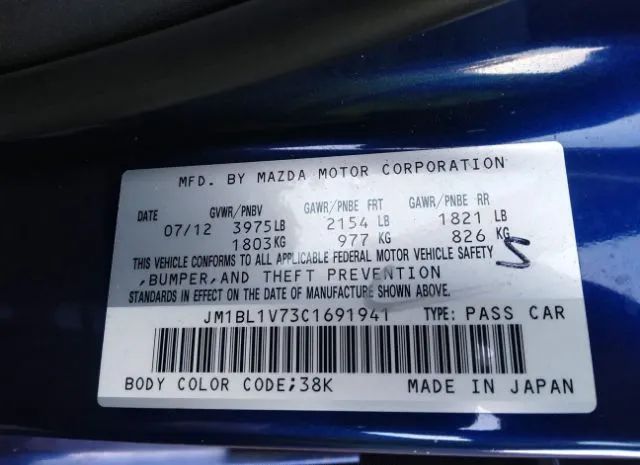 MFD. BY MAZDA MOTOR CORPORATION
DATE GVWR/PNBV GAWR/PNBE FRT GAWR/PNBE RR
07/12 3975LB 2154 LB 1821 LB
1803KG 977 KG 826 KG
THIS VEHICLE CONFORMS TO ALL APPLICABLE FEDERAL MOTOR VEHICLE SAFETY
,BUMPER,AND THEFT PREVENTION
STANDARDS IN EFFECT ON THE DATE OF MANUFACTURE SHOWN ABOVE.
JM1BL1V73C1691941 TYPE: PASS CAR
BODY COLOR CODE;38K MADE IN JAPAN